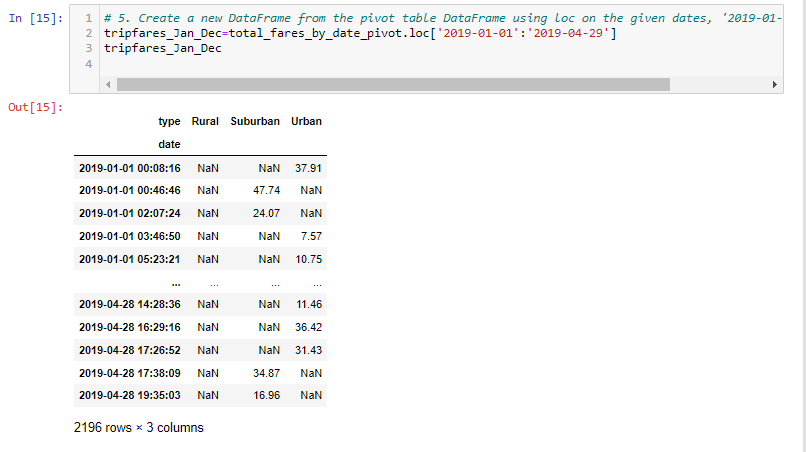 In [15]:
1 # 5. Create a new DataFrame from the pivot table DataFrame using loc on the given dates, '2019-01-
2 tripfares_Jan_Dec=total_fares_by_date_pivot.loc['2019-01-01':'2019-04-29']
3 tripfares_Jan_Dec
4
Out[15]:
type Rural Suburban Urban
date
2019-01-01 00:08:16 NaN NaN 37.91
2019-01-01 00:46:46 NaN 47.74 NaN
2019-01-01 02:07:24 NaN 24.07 NaN
2019-01-01 03:46:50 NaN NaN 7.57
2019-01-01 05:23:21 NaN NaN 10.75
... ... ... ...
2019-04-28 14:28:36 NaN NaN 11.46
2019-04-28 16:29:16 NaN NaN 36.42
2019-04-28 17:26:52 NaN NaN 31.43
2019-04-28 17:38:09 NaN 34.87 NaN
2019-04-28 19:35:03 NaN 16.96 NaN
2196 rows × 3 columns